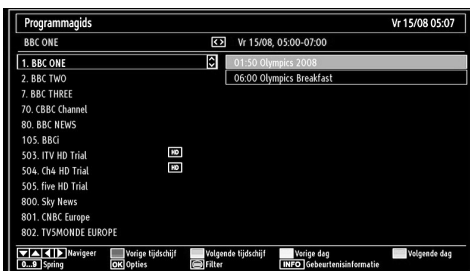 Programmagids Vr 15/08 05:07
BBC ONE Vr 15/08, 05:00-07:00
1. BBC ONE 01:50 Olympics 2008
2. BBC TWO 06:00 Olympics Breakfast
7. BBC THREE
70. CBBC Channel
80. BBC NEWS
105. BBCi
503. ITV HD Trial HD
504. Ch4 HD Trial HD
505. five HD Trial
800. Sky News
801. CNBC Europe
802. TV5MONDE EUROPE
Navigeer Vorige tijdschijf Volgende tijdschijf Vorige dag Volgende dag
0...9 Spring OK Opties Filter INFO Gebeurtenisinformatie